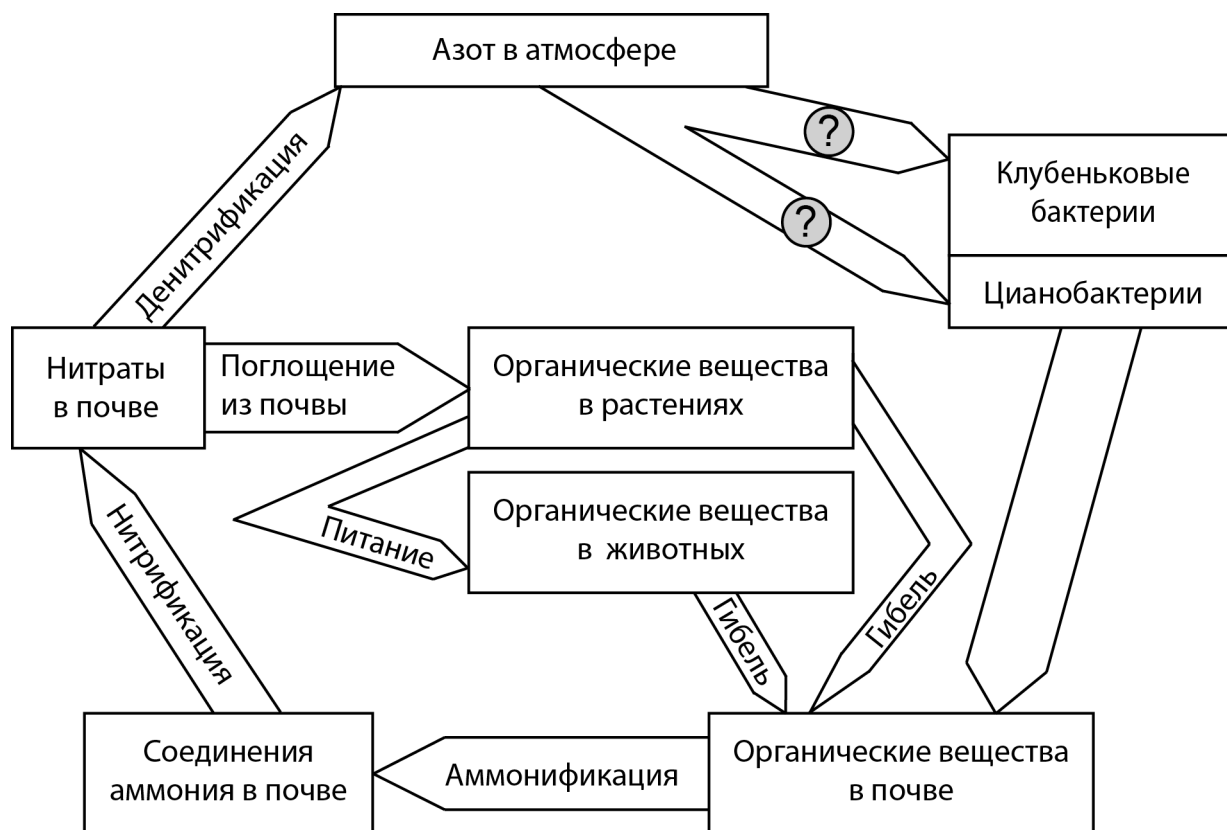 Азот в атмосфере
?
Клубеньковые
бактерии
?
Цианобактерии
Денитрификация
Нитраты
в почве
Поглощение
из почвы
Органические вещества
в растениях
Питание
Органические вещества
в животных
Гибель
Гибель
Нитрификация
Соединения
аммония в почве
Аммонификация
Органические вещества
в почве